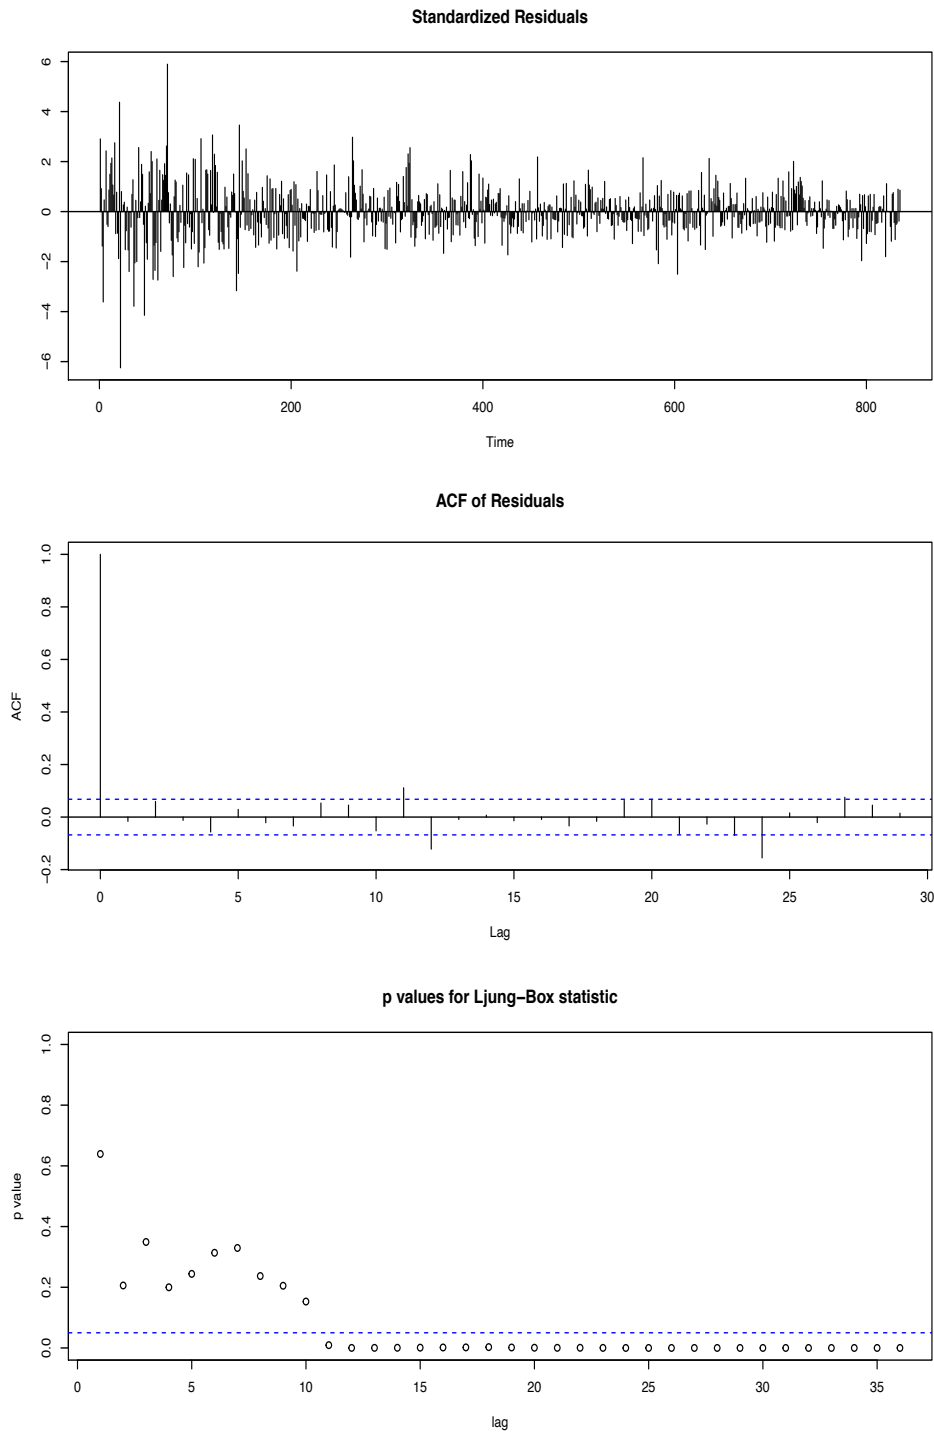 Standardized Residuals
6
4
2
0
−2
−4
−6
0 200 400 600 800
Time
ACF of Residuals
1.0
0.8
0.6
0.4
0.2
0.0
−0.2
ACF
0 5 10 15 20 25 30
Lag
p values for Ljung−Box statistic
1.0
0.8
0.6
0.4
0.2
0.0
p value
0 5 10 15 20 25 30 35
lag